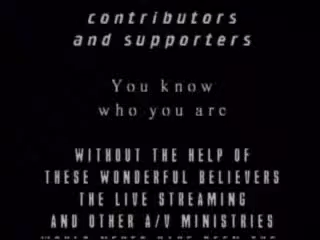 contributors
and supporters
You know
who you are
WITHOUT THE HELP OF
THESE WONDERFUL BELIEVERS
THE LIVE STREAMING
AND OTHER A/V MINISTRIES